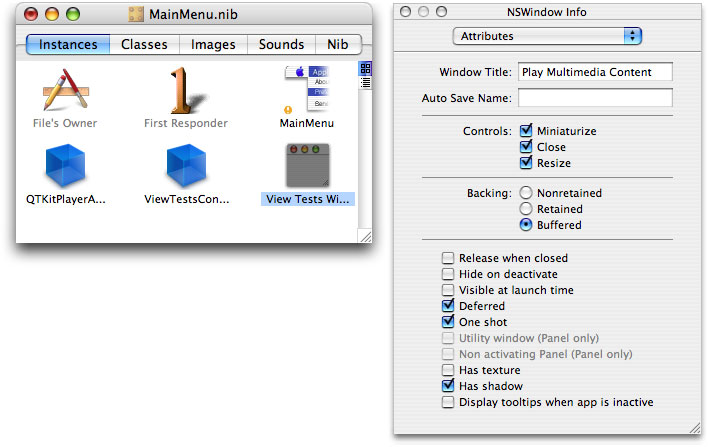 MainMenu.nib
Instances Classes Images Sounds Nib
File's Owner First Responder MainMenu
QTKitPlayerA... ViewTestsCon... View Tests Wi...
NSWindow Info
Attributes
Window Title: Play Multimedia Content
Auto Save Name:
Controls: Miniaturize
Close
Resize
Backing: Nonretained
Retained
Buffered
Release when closed
Hide on deactivate
Visible at launch time
Deferred
One shot
Utility window (Panel only)
Non activating Panel (Panel only)
Has texture
Has shadow
Display tooltips when app is inactive